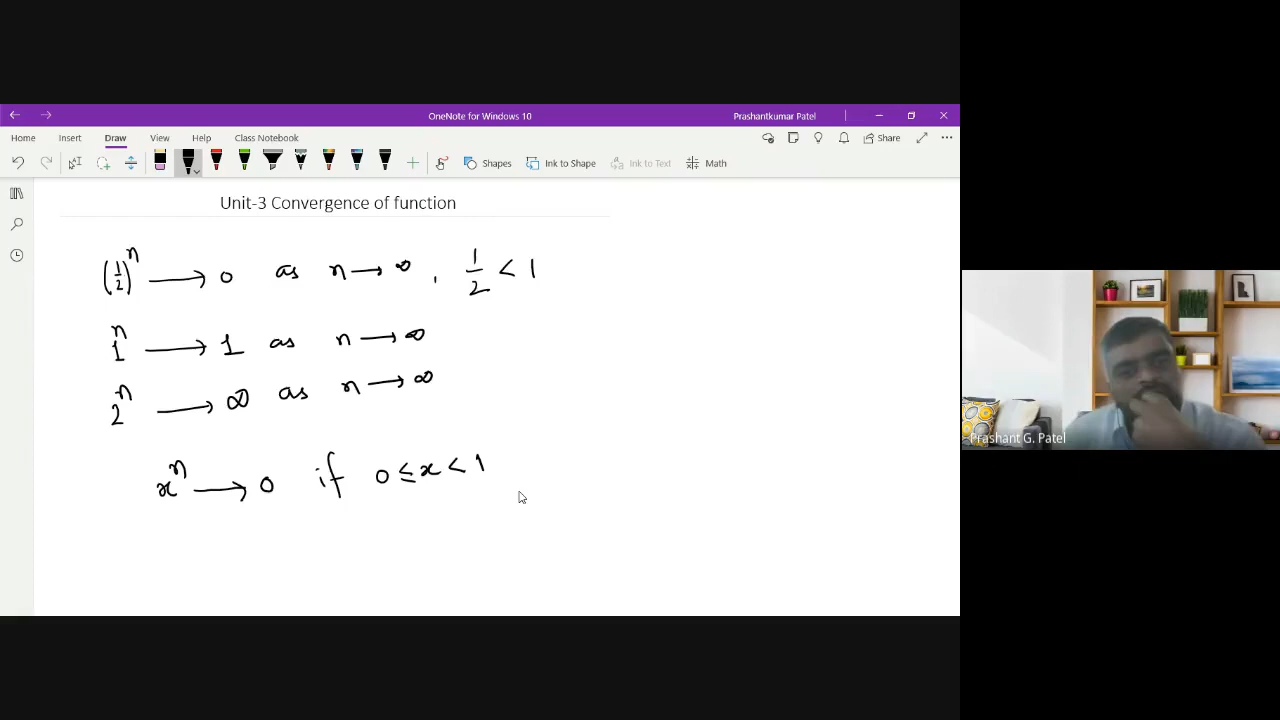 OneNote for Windows 10
Prashantkumar Patel
Home Insert Draw View Help Class Notebook
Share
Shapes Ink to Shape Ink to Text Math
Unit-3 Convergence of function
(1/2)^n → 0 as n → ∞, 1/2 < 1
1^n → 1 as n → ∞
2^n → ∞ as n → ∞
x^n → 0 if 0 ≤ x < 1
Prashant G. Patel